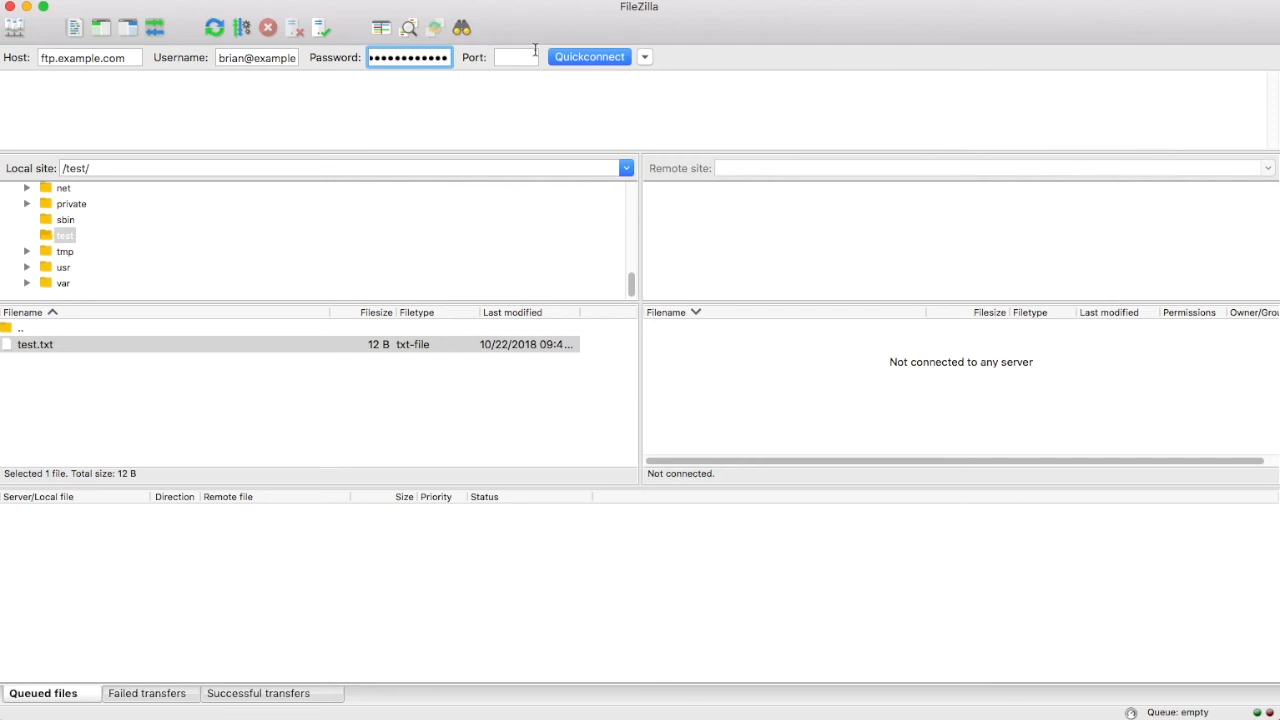 FileZilla
Host: ftp.example.com Username: brian@example Password: •••••••••••• Port: Quickconnect
Local site: /test/
Remote site:
net
private
sbin
test
tmp
usr
var
Filename Filesize Filetype Last modified
..
test.txt 12 B txt-file 10/22/2018 09:4...
Selected 1 file. Total size: 12 B
Filename Filesize Filetype Last modified Permissions Owner/Grou
Not connected to any server
Not connected.
Server/Local file Direction Remote file Size Priority Status
Queued files Failed transfers Successful transfers
Queue: empty